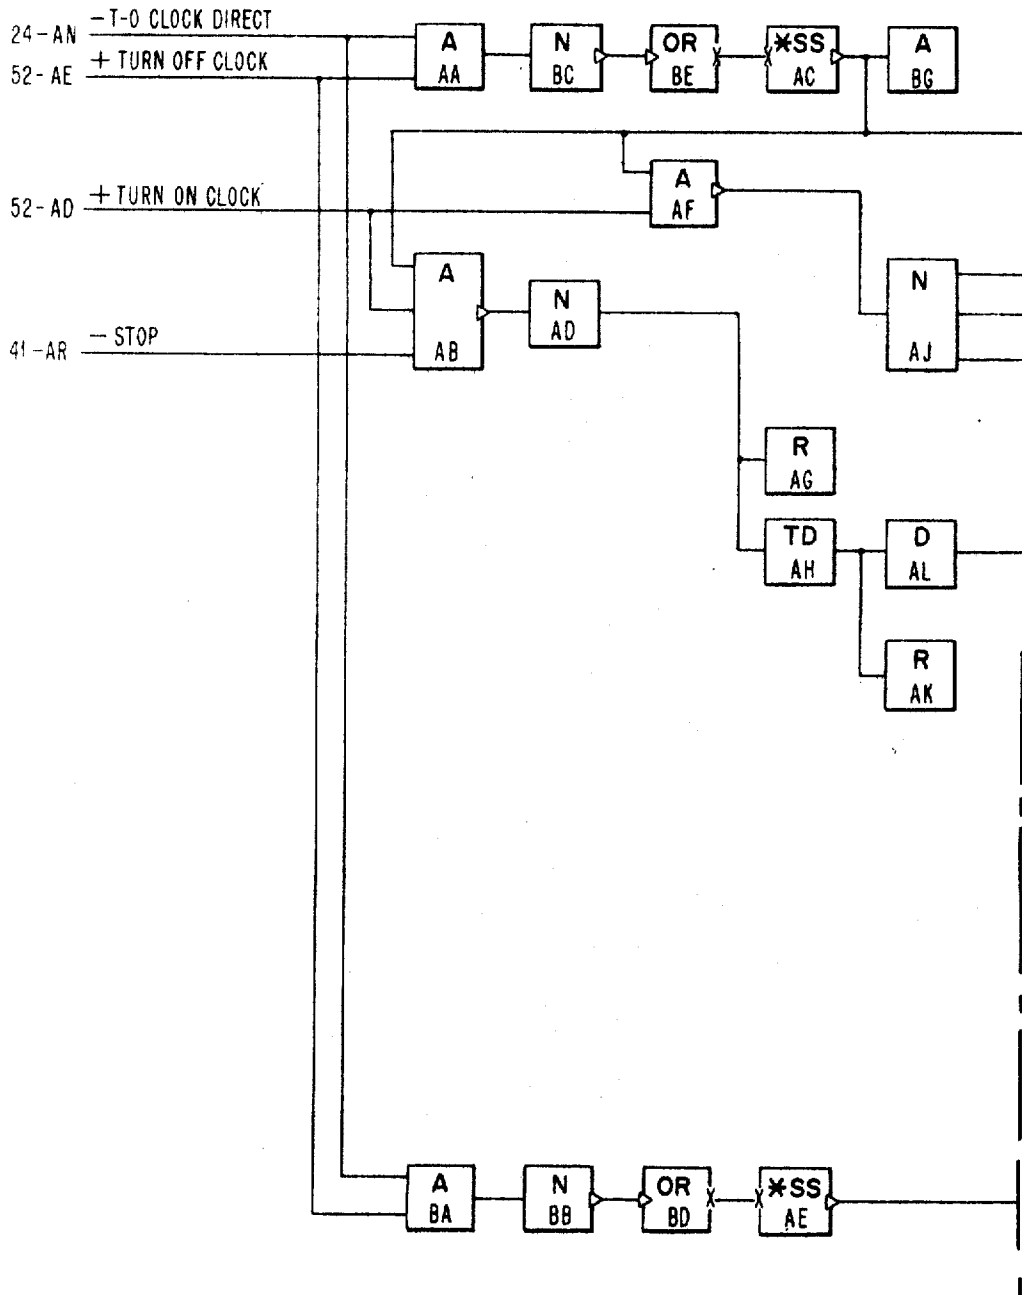 24-AN -T-0 CLOCK DIRECT
52-AE + TURN OFF CLOCK
A
AA
N
BC
OR
BE
*SS
AC
A
BG
52-AD + TURN ON CLOCK
A
AF
A
AB
N
AD
N
AJ
41-AR - STOP
R
AG
TD
AH
D
AL
R
AK
A
BA
N
BB
OR
BD
*SS
AE